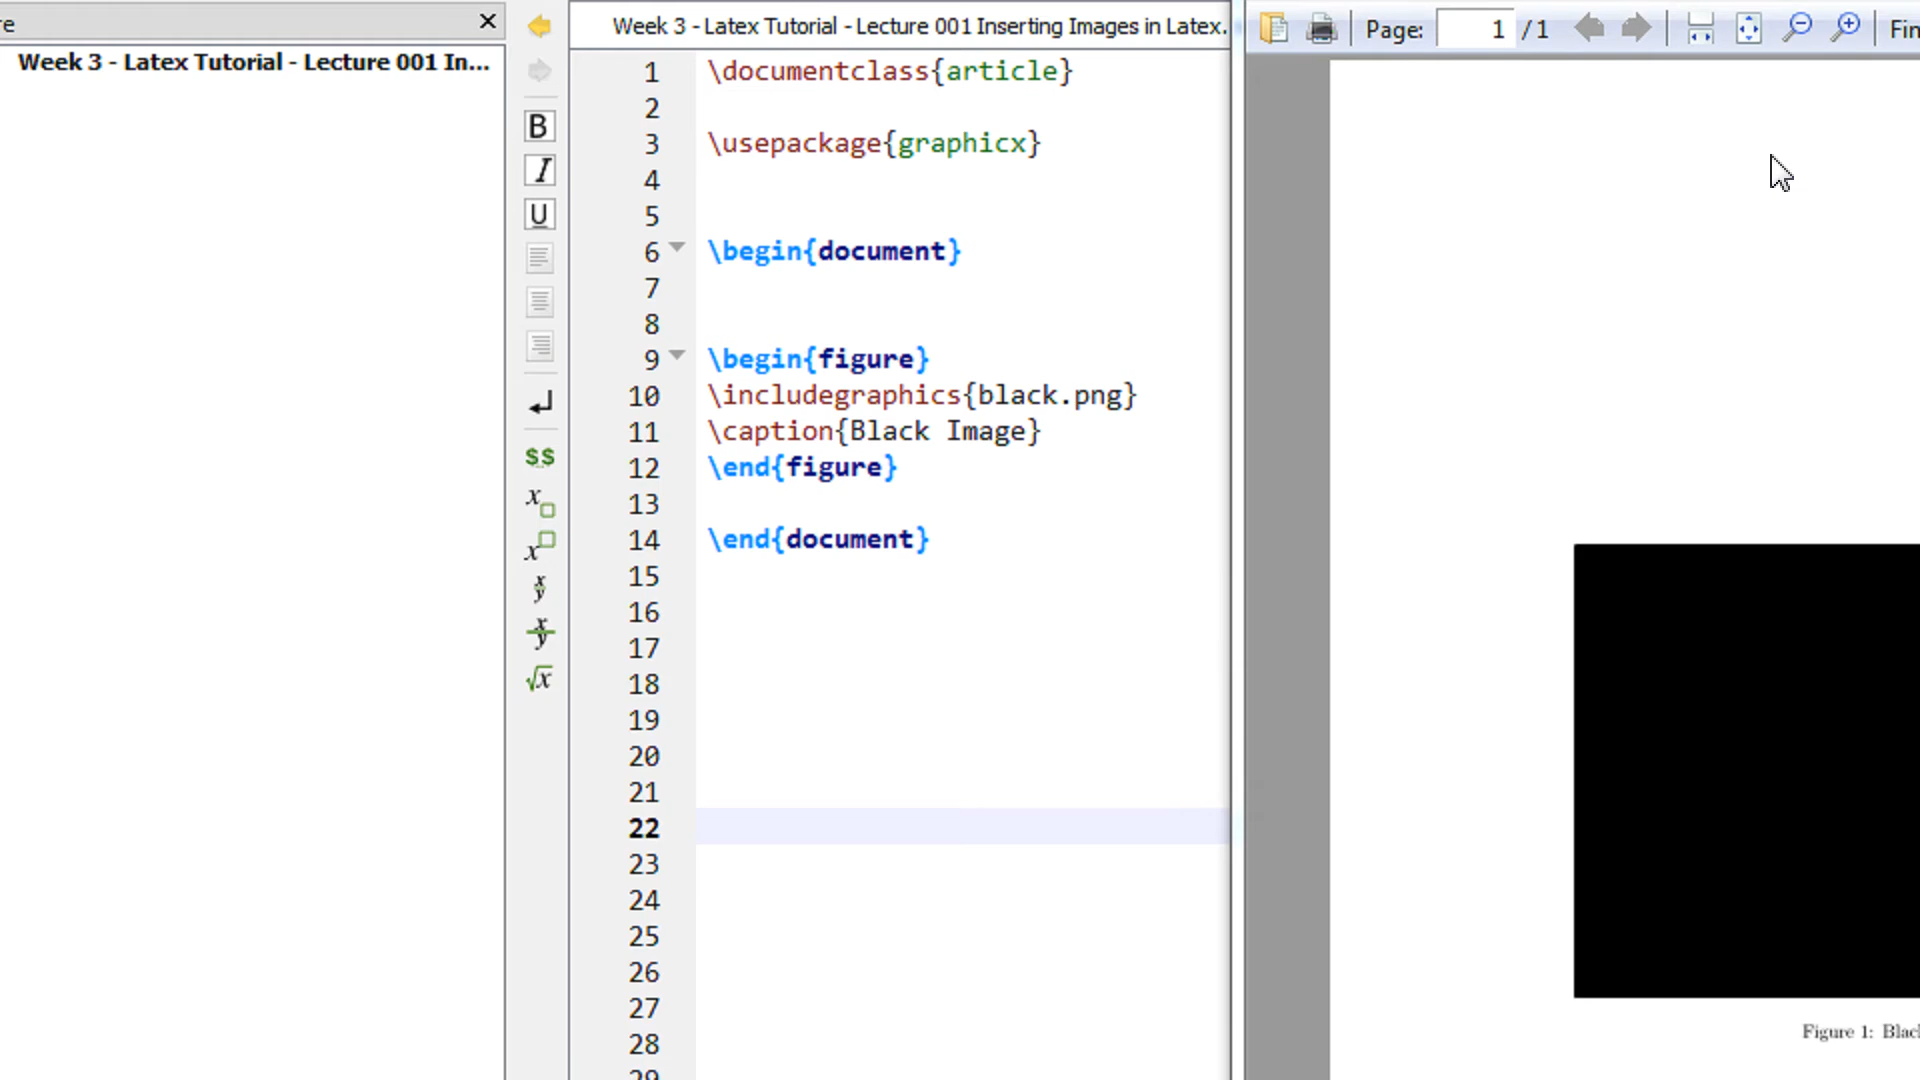 re
Week 3 - Latex Tutorial - Lecture 001 In...
B
I
U
$$
x
x
x
y
x
y
√x
Week 3 - Latex Tutorial - Lecture 001 Inserting Images in Latex.
1 \documentclass{article}
2
3 \usepackage{graphicx}
4
5
6 \begin{document}
7
8
9 \begin{figure}
10 \includegraphics{black.png}
11 \caption{Black Image}
12 \end{figure}
13
14 \end{document}
15
16
17
18
19
20
21
22
23
24
25
26
27
28
29
Page: 1 / 1
Fin
Figure 1: Blac